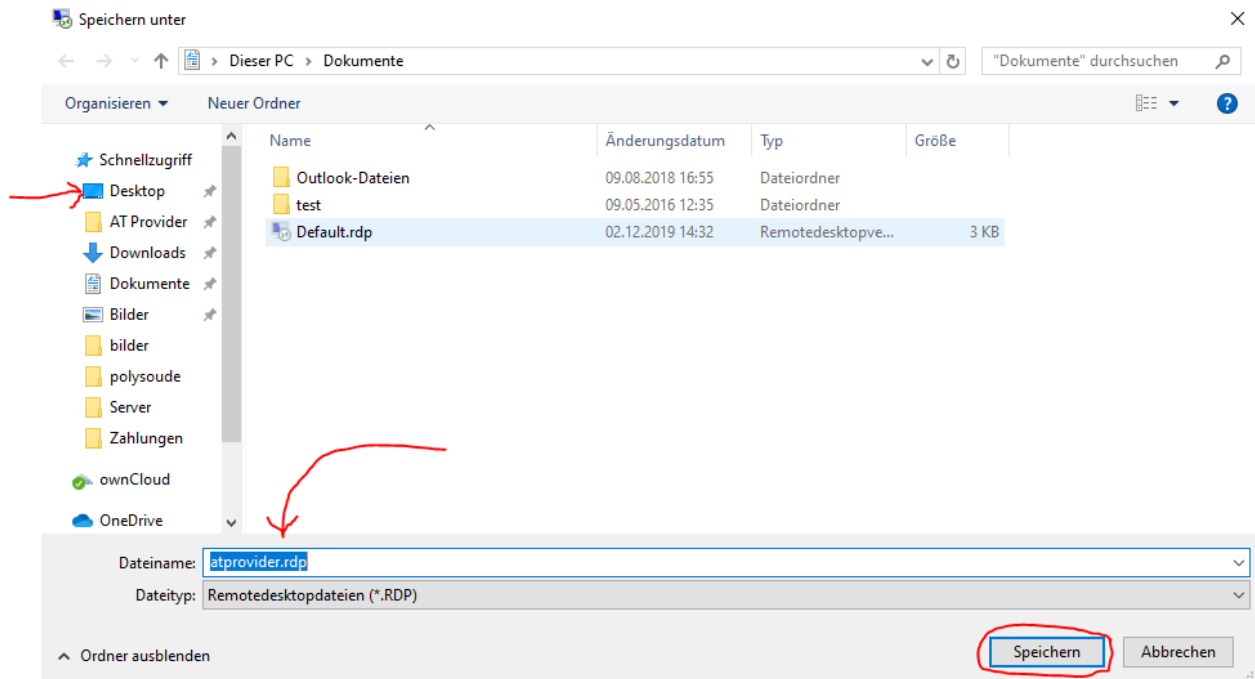 Speichern unter
Dieser PC > Dokumente
"Dokumente" durchsuchen
Organisieren
Neuer Ordner
?
Name
Änderungsdatum
Typ
Größe
Schnellzugriff
Desktop
AT Provider
Downloads
Dokumente
Bilder
bilder
polysoude
Server
Zahlungen
ownCloud
OneDrive
Outlook-Dateien 09.08.2018 16:55 Dateiordner
test 09.05.2016 12:35 Dateiordner
Default.rdp 02.12.2019 14:32 Remotedesktopve... 3 KB
Dateiname: atprovider.rdp
Dateityp: Remotedesktopdateien (*.RDP)
Ordner ausblenden
Speichern
Abbrechen